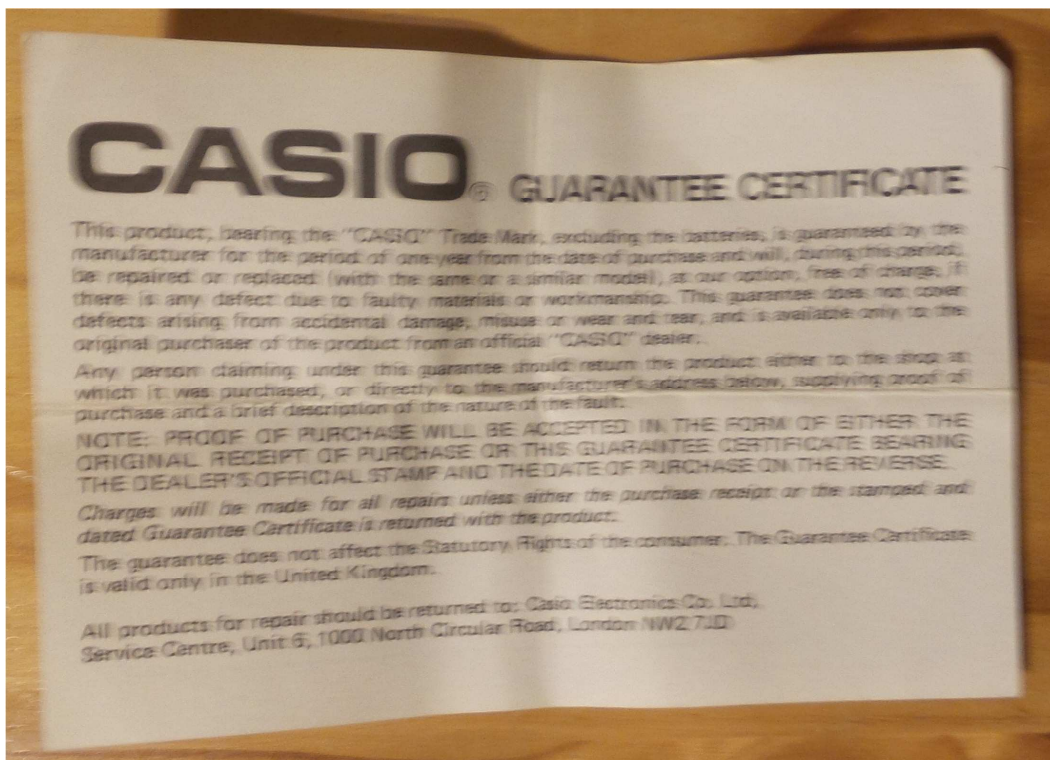 CASIO® GUARANTEE CERTIFICATE
This product, bearing the "CASIO" Trade Mark, excluding the batteries, is guaranteed by the
manufacturer for the period of one year from the date of purchase and will, during this period,
be repaired or replaced (with the same or a similar model), at our option, free of charge, if
there is any defect due to faulty materials or workmanship. This guarantee does not cover
defects arising from accidental damage, misuse or wear and tear, and is available only to the
original purchaser of the product from an official "CASIO" dealer.
Any person claiming under this guarantee should return the product either to the shop at
which it was purchased, or directly to the manufacturer's address below, supplying proof of
purchase and a brief description of the nature of the fault.
NOTE: PROOF OF PURCHASE WILL BE ACCEPTED IN THE FORM OF EITHER THE
ORIGINAL RECEIPT OF PURCHASE OR THIS GUARANTEE CERTIFICATE BEARING
THE DEALER'S OFFICIAL STAMP AND THE DATE OF PURCHASE ON THE REVERSE.
Charges will be made for all repairs unless either the purchase receipt or the stamped and
dated Guarantee Certificate is returned with the product.
The guarantee does not affect the Statutory Rights of the consumer. The Guarantee Certificate
is valid only in the United Kingdom.
All products for repair should be returned to: Casio Electronics Co. Ltd,
Service Centre, Unit 6, 1000 North Circular Road, London NW2 7JD